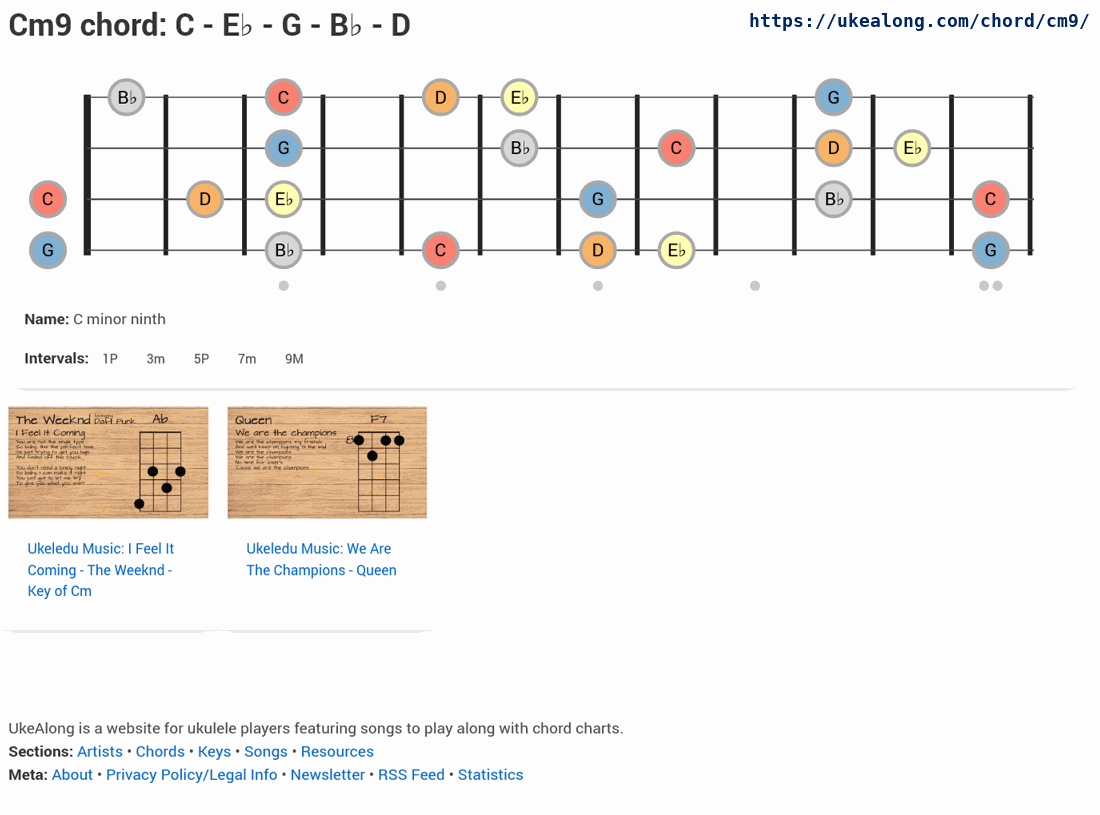 Cm9 chord: C - E♭ - G - B♭ - D
https://ukealong.com/chord/cm9/
B♭ C D E♭ G
G B♭ C D E♭
C D E♭ G B♭ C
G B♭ C D E♭ G
Name: C minor ninth
Intervals: 1P 3m 5P 7m 9M
The Weeknd Daft Punk Ab
I Feel It Coming
Queen F7
We are the champions
8
Ukeledu Music: I Feel It
Coming - The Weeknd -
Key of Cm
Ukeledu Music: We Are
The Champions - Queen
UkeAlong is a website for ukulele players featuring songs to play along with chord charts.
Sections: Artists • Chords • Keys • Songs • Resources
Meta: About • Privacy Policy/Legal Info • Newsletter • RSS Feed • Statistics